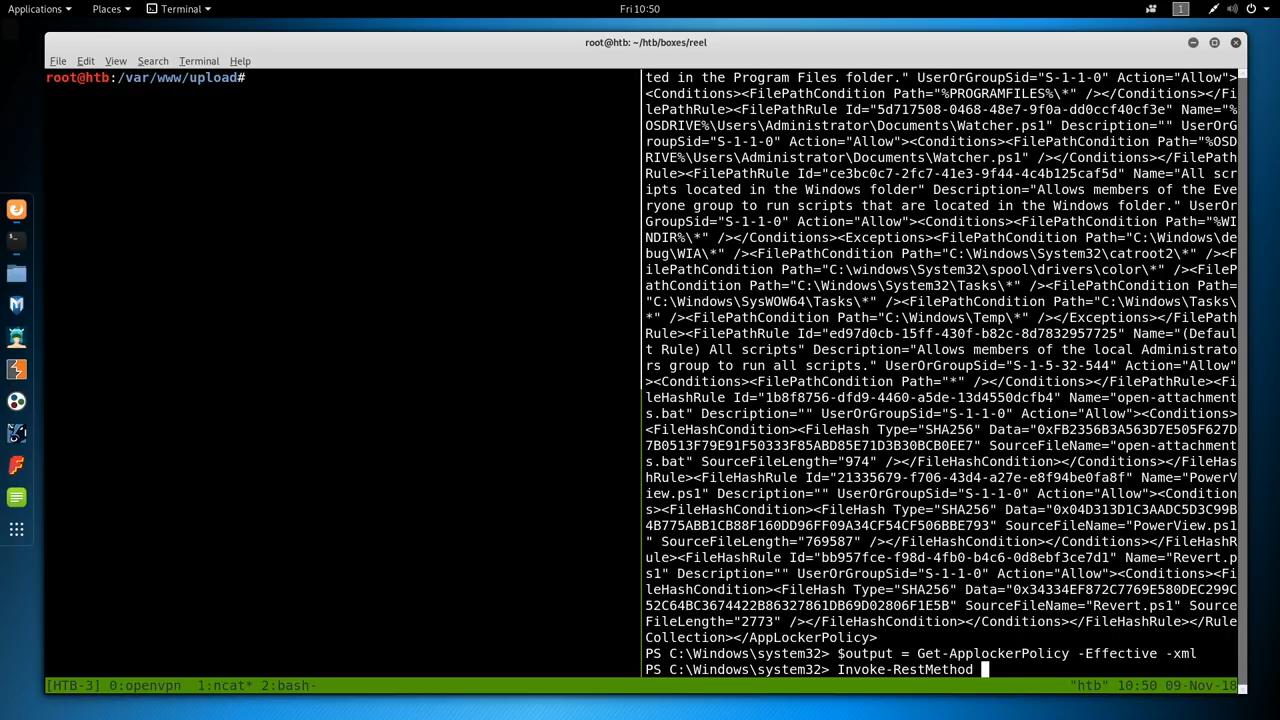 Applications
Places
Terminal
Fri 10:50
1
root@htb: ~/htb/boxes/reel
File Edit View Search Terminal Help
root@htb:/var/www/upload#
ted in the Program Files folder." UserOrGroupSid="S-1-1-0" Action="Allow">
<Conditions><FilePathCondition Path="%PROGRAMFILES%\*" /></Conditions></Fi
lePathRule><FilePathRule Id="5d717508-0468-48e7-9f0a-dd0ccf40cf3e" Name="%
OSDRIVE%\Users\Administrator\Documents\Watcher.ps1" Description="" UserOrG
roupSid="S-1-1-0" Action="Allow"><Conditions><FilePathCondition Path="%OSD
RIVE%\Users\Administrator\Documents\Watcher.ps1" /></Conditions></FilePath
Rule><FilePathRule Id="ce3bc0c7-2fc7-41e3-9f44-4c4b125caf5d" Name="All scr
ipts located in the Windows folder" Description="Allows members of the Eve
ryone group to run scripts that are located in the Windows folder." UserOr
GroupSid="S-1-1-0" Action="Allow"><Conditions><FilePathCondition Path="%WI
NDIR%\*" /></Conditions><Exceptions><FilePathCondition Path="C:\Windows\de
bug\WIA\*" /><FilePathCondition Path="C:\Windows\System32\catroot2\*" /><F
ilePathCondition Path="C:\windows\System32\spool\drivers\color\*" /><FileP
athCondition Path="C:\Windows\System32\Tasks\*" /><FilePathCondition Path=
"C:\Windows\SysWOW64\Tasks\*" /><FilePathCondition Path="C:\Windows\Tasks\
*" /><FilePathCondition Path="C:\Windows\Temp\*" /></Exceptions></FilePath
Rule><FilePathRule Id="ed97d0cb-15ff-430f-b82c-8d7832957725" Name="(Defaul
t Rule) All scripts" Description="Allows members of the local Administrato
rs group to run all scripts." UserOrGroupSid="S-1-5-32-544" Action="Allow"
><Conditions><FilePathCondition Path="*" /></Conditions></FilePathRule><Fi
leHashRule Id="1b8f8756-dfd9-4460-a5de-13d4550dcfb4" Name="open-attachment
s.bat" Description="" UserOrGroupSid="S-1-1-0" Action="Allow"><Conditions>
<FileHashCondition><FileHash Type="SHA256" Data="0xFB2356B3A563D7E505F627D
7B0513F79E91F50333F85ABD85E71D3B30BCB0EE7" SourceFileName="open-attachment
s.bat" SourceFileLength="974" /></FileHashCondition></Conditions></FileHas
hRule><FileHashRule Id="21335679-f706-43d4-a27e-e8f94be0fa8f" Name="PowerV
iew.ps1" Description="" UserOrGroupSid="S-1-1-0" Action="Allow"><Condition
s><FileHashCondition><FileHash Type="SHA256" Data="0x04D313D1C3AADC5D3C99B
4B775ABB1CB88F160DD96FF09A34CF54CF506BBE793" SourceFileName="PowerView.ps1
" SourceFileLength="769587" /></FileHashCondition></Conditions></FileHashR
ule><FileHashRule Id="bb957fce-f98d-4fb0-b4c6-0d8ebf3ce7d1" Name="Revert.p
s1" Description="" UserOrGroupSid="S-1-1-0" Action="Allow"><Conditions><Fi
leHashCondition><FileHash Type="SHA256" Data="0x34334EF872C7769E580DEC299C
52C64BC3674422B86327861DB69D02806F1E5B" SourceFileName="Revert.ps1" Source
FileLength="2773" /></FileHashCondition></Conditions></FileHashRule></Rule
Collection></AppLockerPolicy>
PS C:\Windows\system32> $output = Get-ApplockerPolicy -Effective -xml
PS C:\Windows\system32> Invoke-RestMethod
[HTB-3] 0:openvpn 1:ncat* 2:bash- "htb" 10:50 09-Nov-18